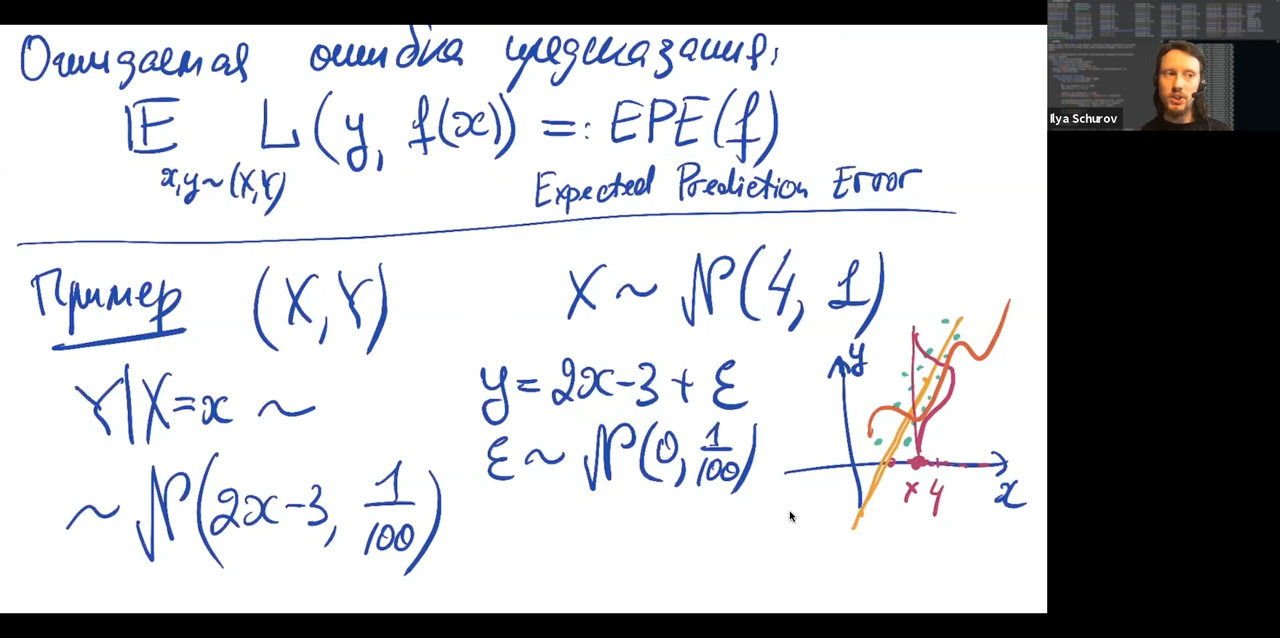 Ожидаемая ошибка предсказания:
𝔼 L(y, f(x)) =: EPE(f)
x,y~(X,Y)
Expected Prediction Error
Пример (X,Y) X ~ 𝒩(4, 1)
Y|X=x ~ y=2x-3+ε
ε ~ 𝒩(0, 1/100)
~ 𝒩(2x-3, 1/100)
y
x 4 x
Ilya Schurov